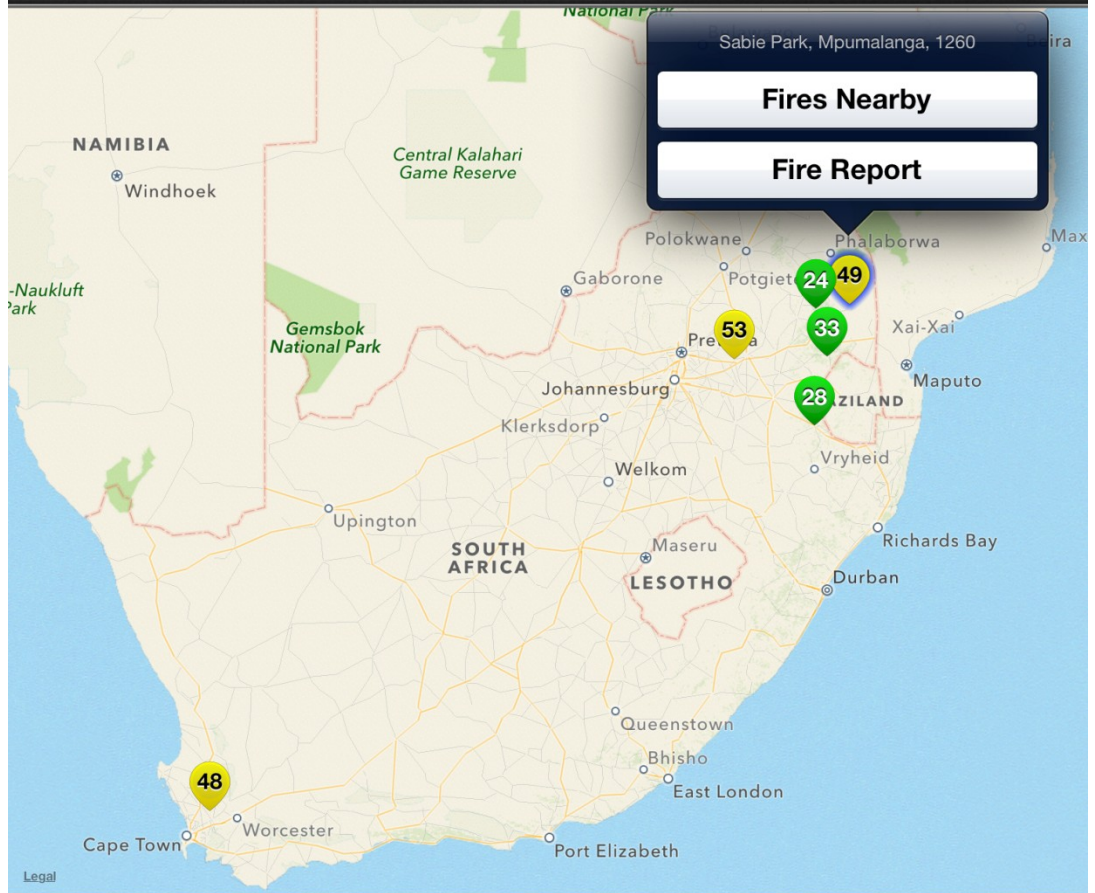 National Park
Sabie Park, Mpumalanga, 1260
Fires Nearby
Fire Report
NAMIBIA
Windhoek
Central Kalahari
Game Reserve
Polokwane
Phalaborwa
Max
-Naukluft
Park
Gaborone
Potgiet
24
49
Gemsbok
National Park
53
33
Xai-Xai
Pre
a
Maputo
Johannesburg
28
ZILAND
Klerksdorp
Vryheid
Welkom
Upington
Richards Bay
SOUTH
AFRICA
Maseru
LESOTHO
Durban
Queenstown
Bhisho
48
East London
Worcester
Cape Town
Port Elizabeth
Legal